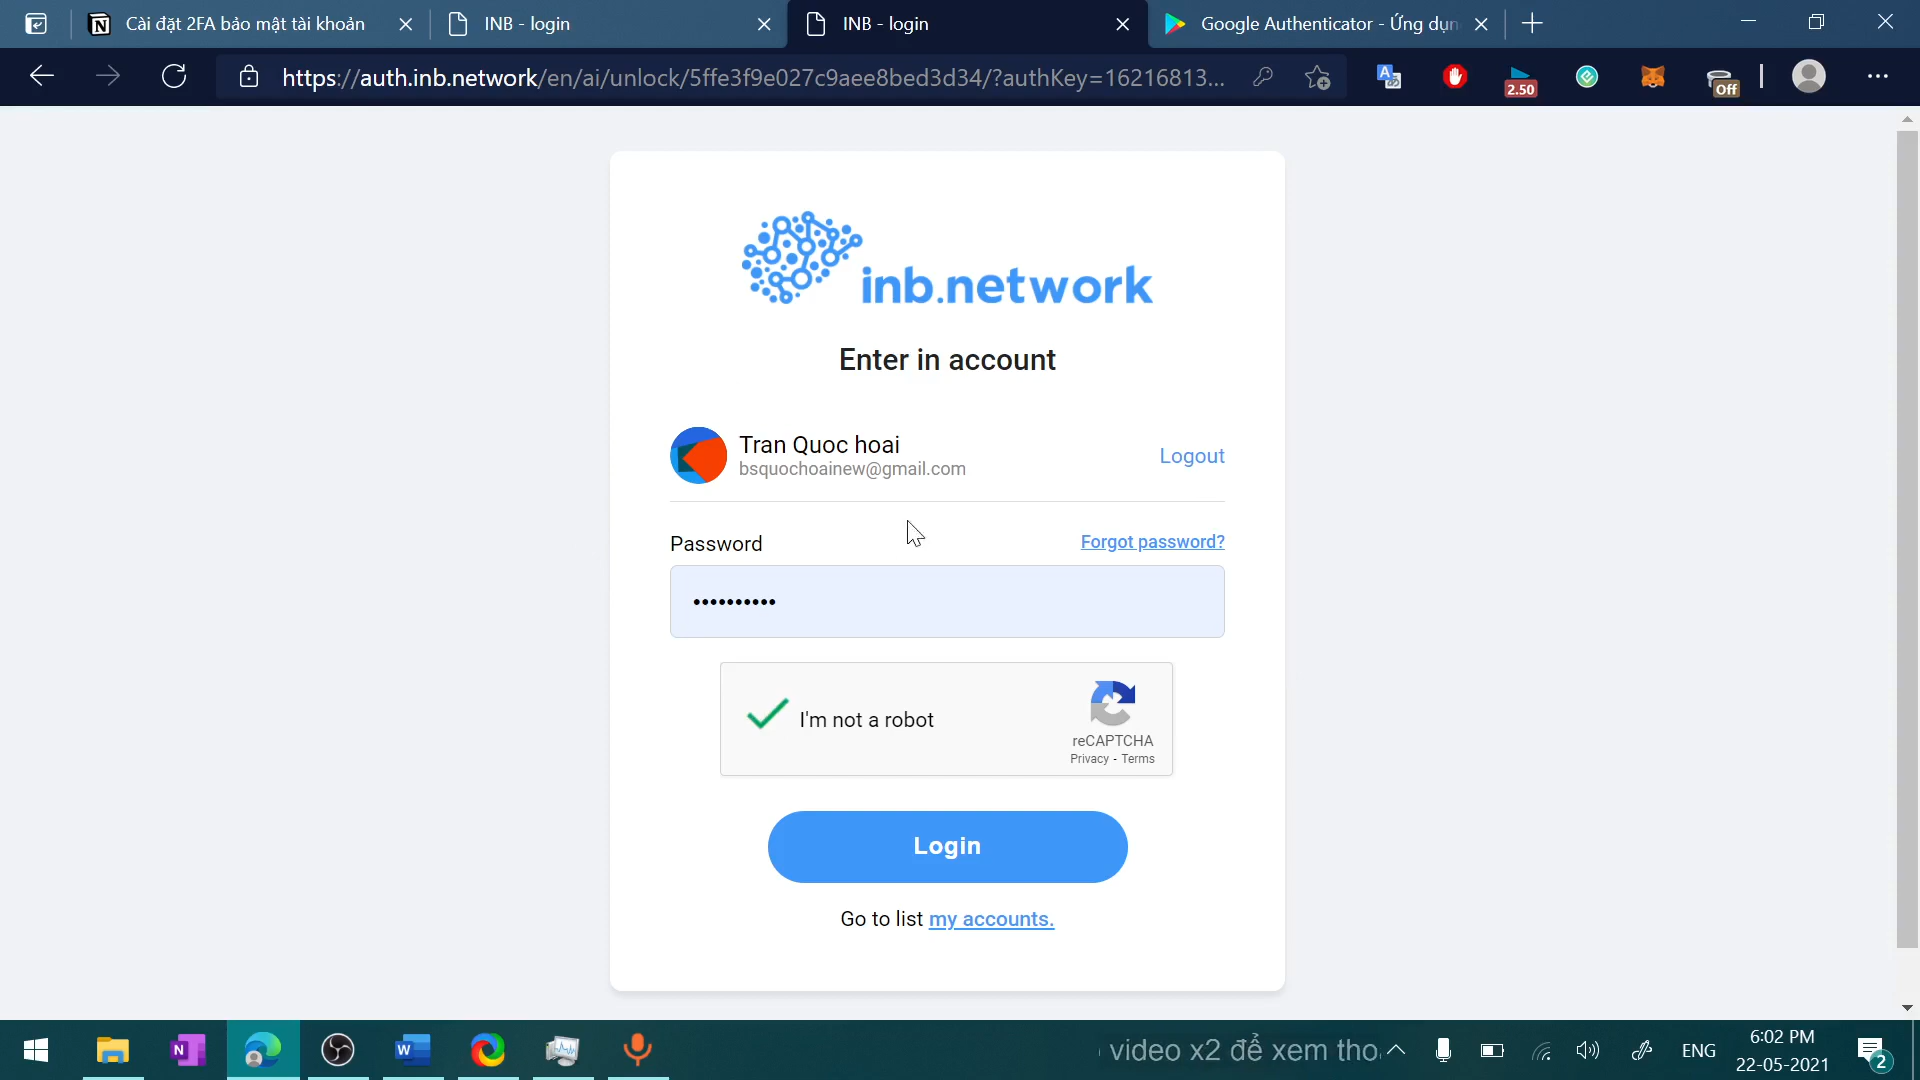 Cài đặt 2FA bảo mật tài khoản
INB - login
INB - login
Google Authenticator - Ứng dụn
https://auth.inb.network/en/ai/unlock/5ffe3f9e027c9aee8bed3d34/?authKey=16216813...
2.50
Off
inb.network
Enter in account
Tran Quoc hoai
bsquochoainew@gmail.com
Logout
Password
Forgot password?
••••••••••
I'm not a robot
reCAPTCHA
Privacy - Terms
Login
Go to list my accounts.
video x2 để xem tho
ENG
6:02 PM
22-05-2021
2